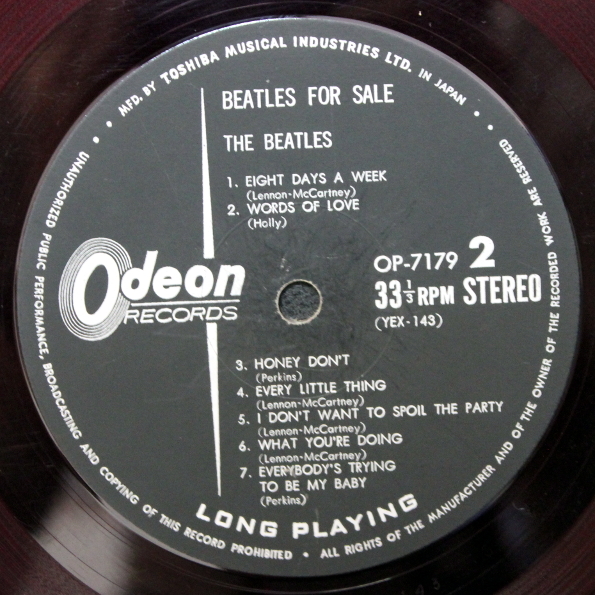 MFD. BY TOSHIBA MUSICAL INDUSTRIES LTD. IN JAPAN
BEATLES FOR SALE
THE BEATLES
1. EIGHT DAYS A WEEK
(Lennon-McCartney)
2. WORDS OF LOVE
(Holly)
Odeon
RECORDS
OP-7179 2
33 1/3 RPM STEREO
(YEX-143)
3. HONEY DON'T
(Perkins)
4. EVERY LITTLE THING
(Lennon-McCartney)
5. I DON'T WANT TO SPOIL THE PARTY
(Lennon-McCartney)
6. WHAT YOU'RE DOING
(Lennon-McCartney)
7. EVERYBODY'S TRYING
TO BE MY BABY
(Perkins)
LONG PLAYING
UNAUTHORIZED PUBLIC PERFORMANCE, BROADCASTING AND COPYING OF THIS RECORD PROHIBITED • ALL RIGHTS OF THE MANUFACTURER AND OF THE OWNER OF THE RECORDED WORK ARE RESERVED